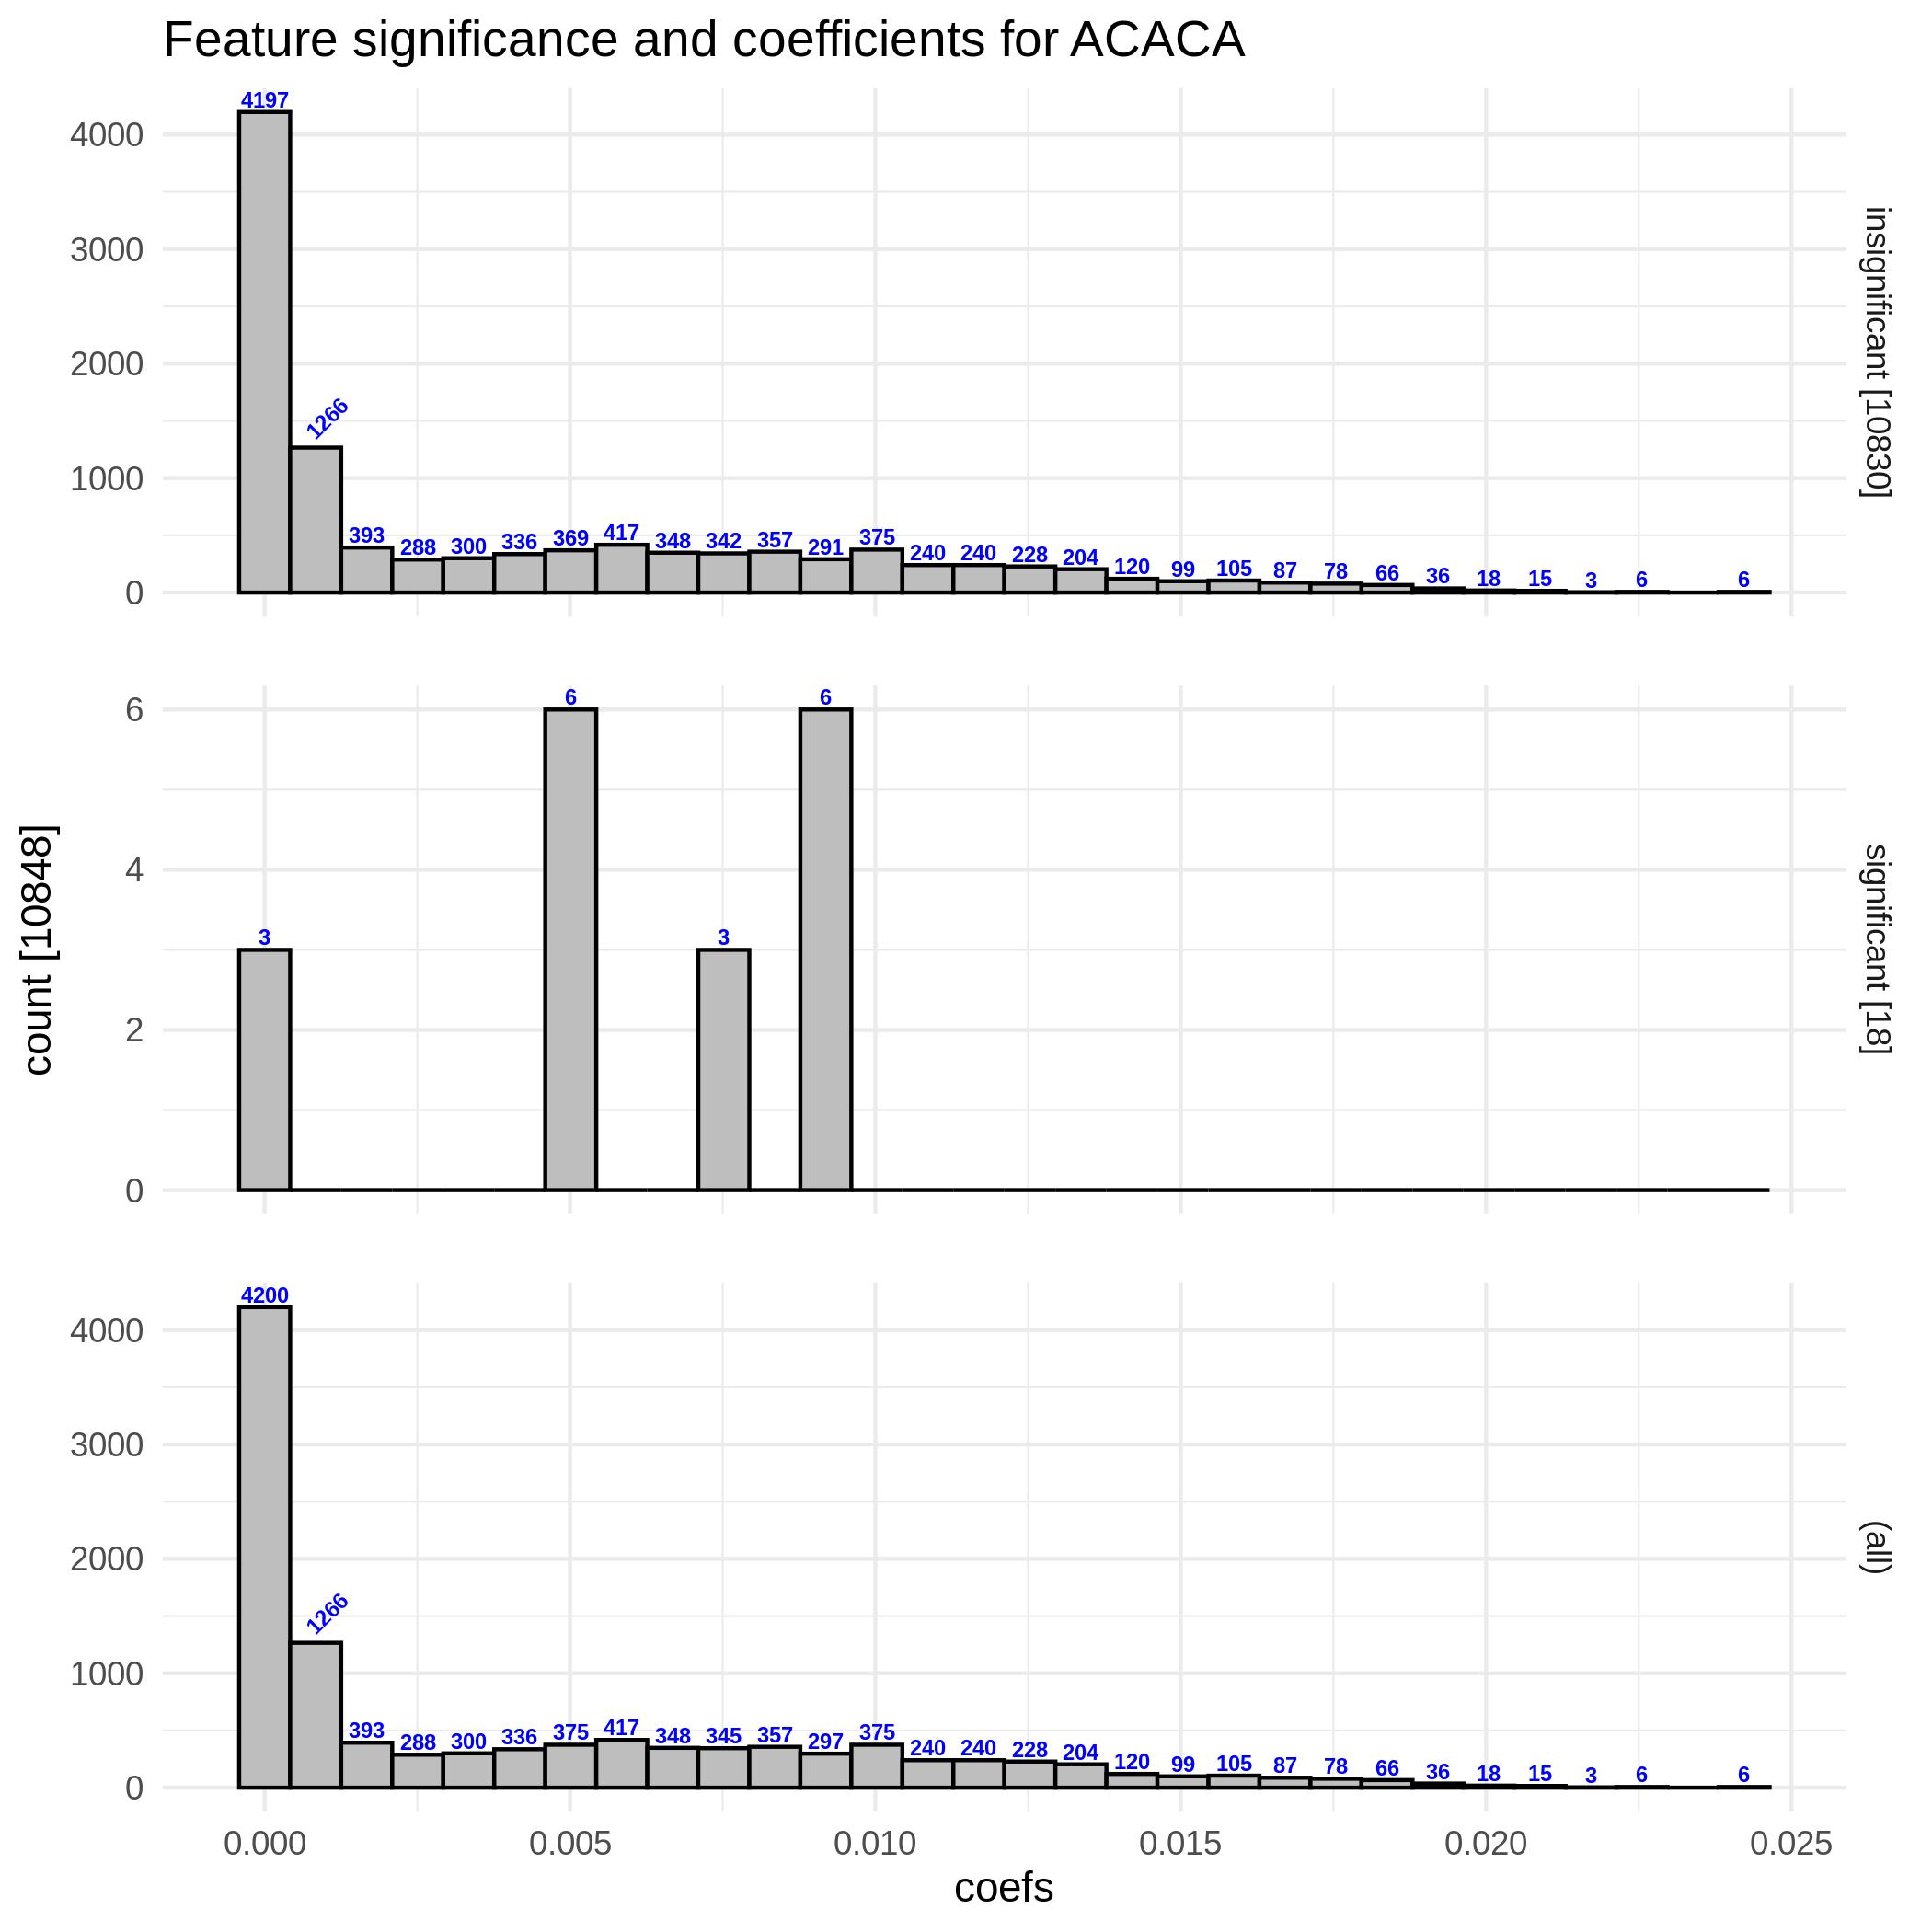 Feature significance and coefficients for ACACA
count [10848]
4000
3000
2000
1000
0
4197
1266
393 288 300 336 369 417 348 342 357 291 375 240 240 228 204 120 99 105 87 78 66 36 18 15 3 6 6
insignificant [10830]
6
4
2
0
3 6 3 6
significant [18]
4000
3000
2000
1000
0
4200
1266
393 288 300 336 375 417 348 345 357 297 375 240 240 228 204 120 99 105 87 78 66 36 18 15 3 6 6
(all)
0.000 0.005 0.010 0.015 0.020 0.025
coefs